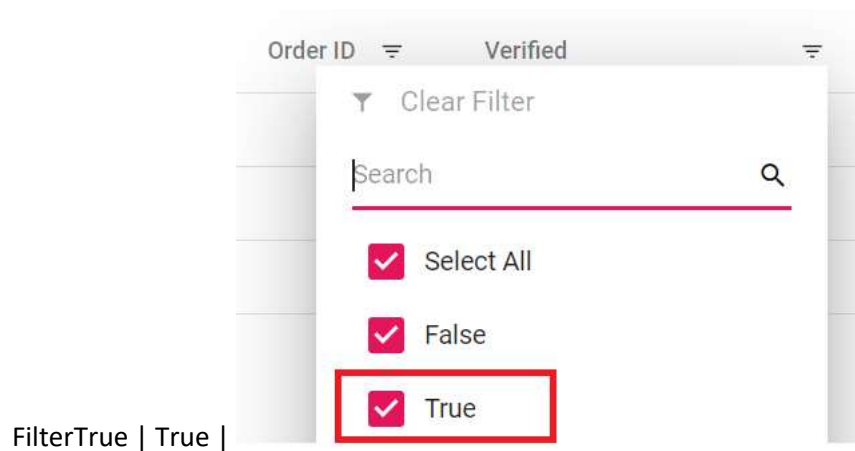 Order ID Verified
Clear Filter
Search
Select All
False
True
FilterTrue | True |